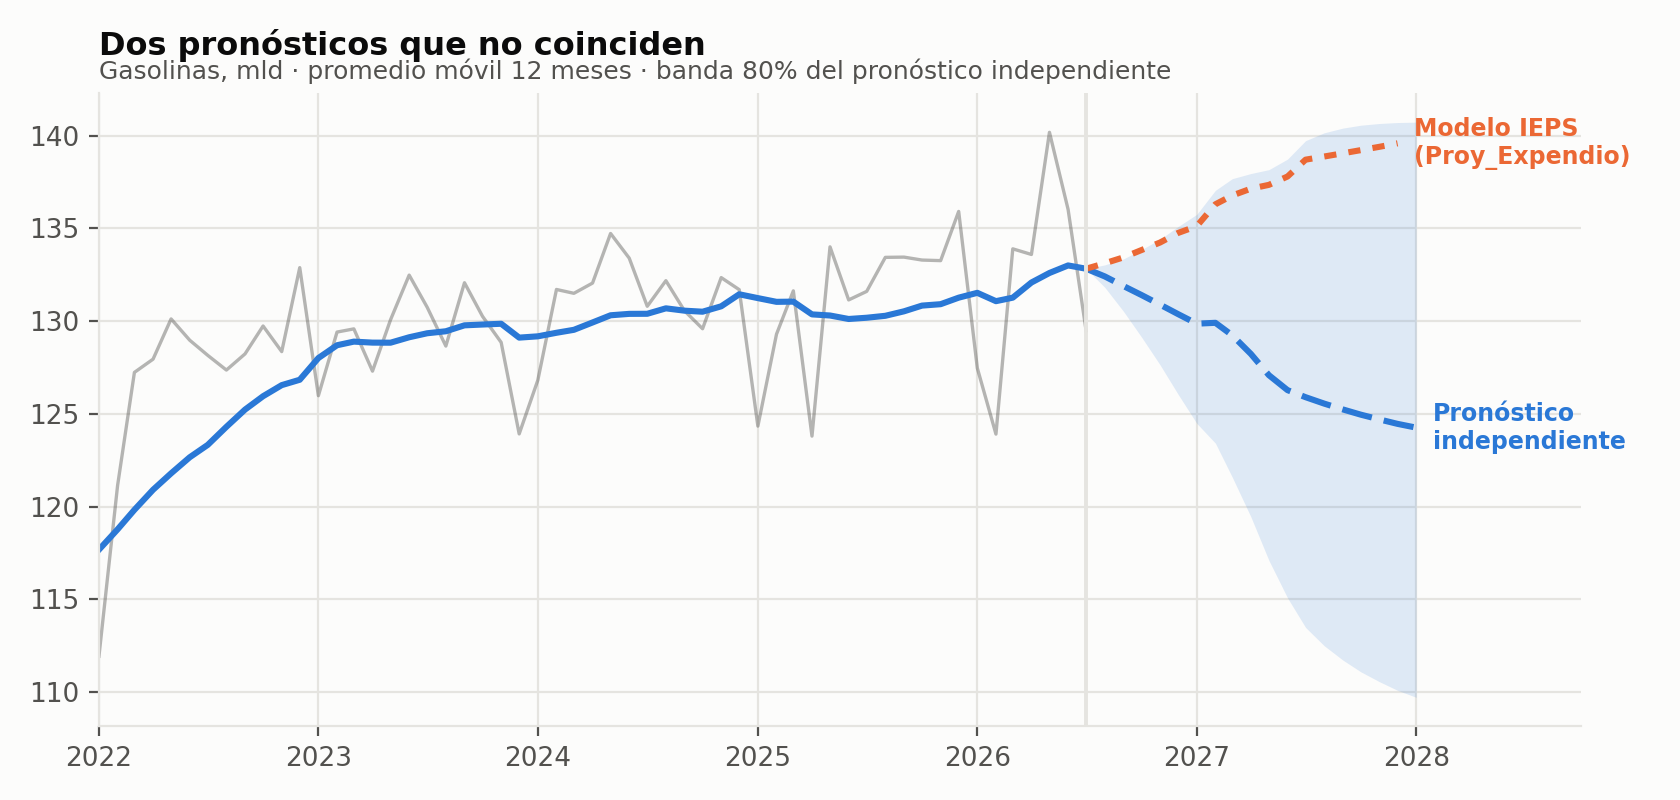 Dos pronósticos que no coinciden
Gasolinas, mld · promedio móvil 12 meses · banda 80% del pronóstico independiente
140
135
130
125
120
115
110
Modelo IEPS
(Proy_Expendio)
Pronóstico
independiente
2022
2023
2024
2025
2026
2027
2028